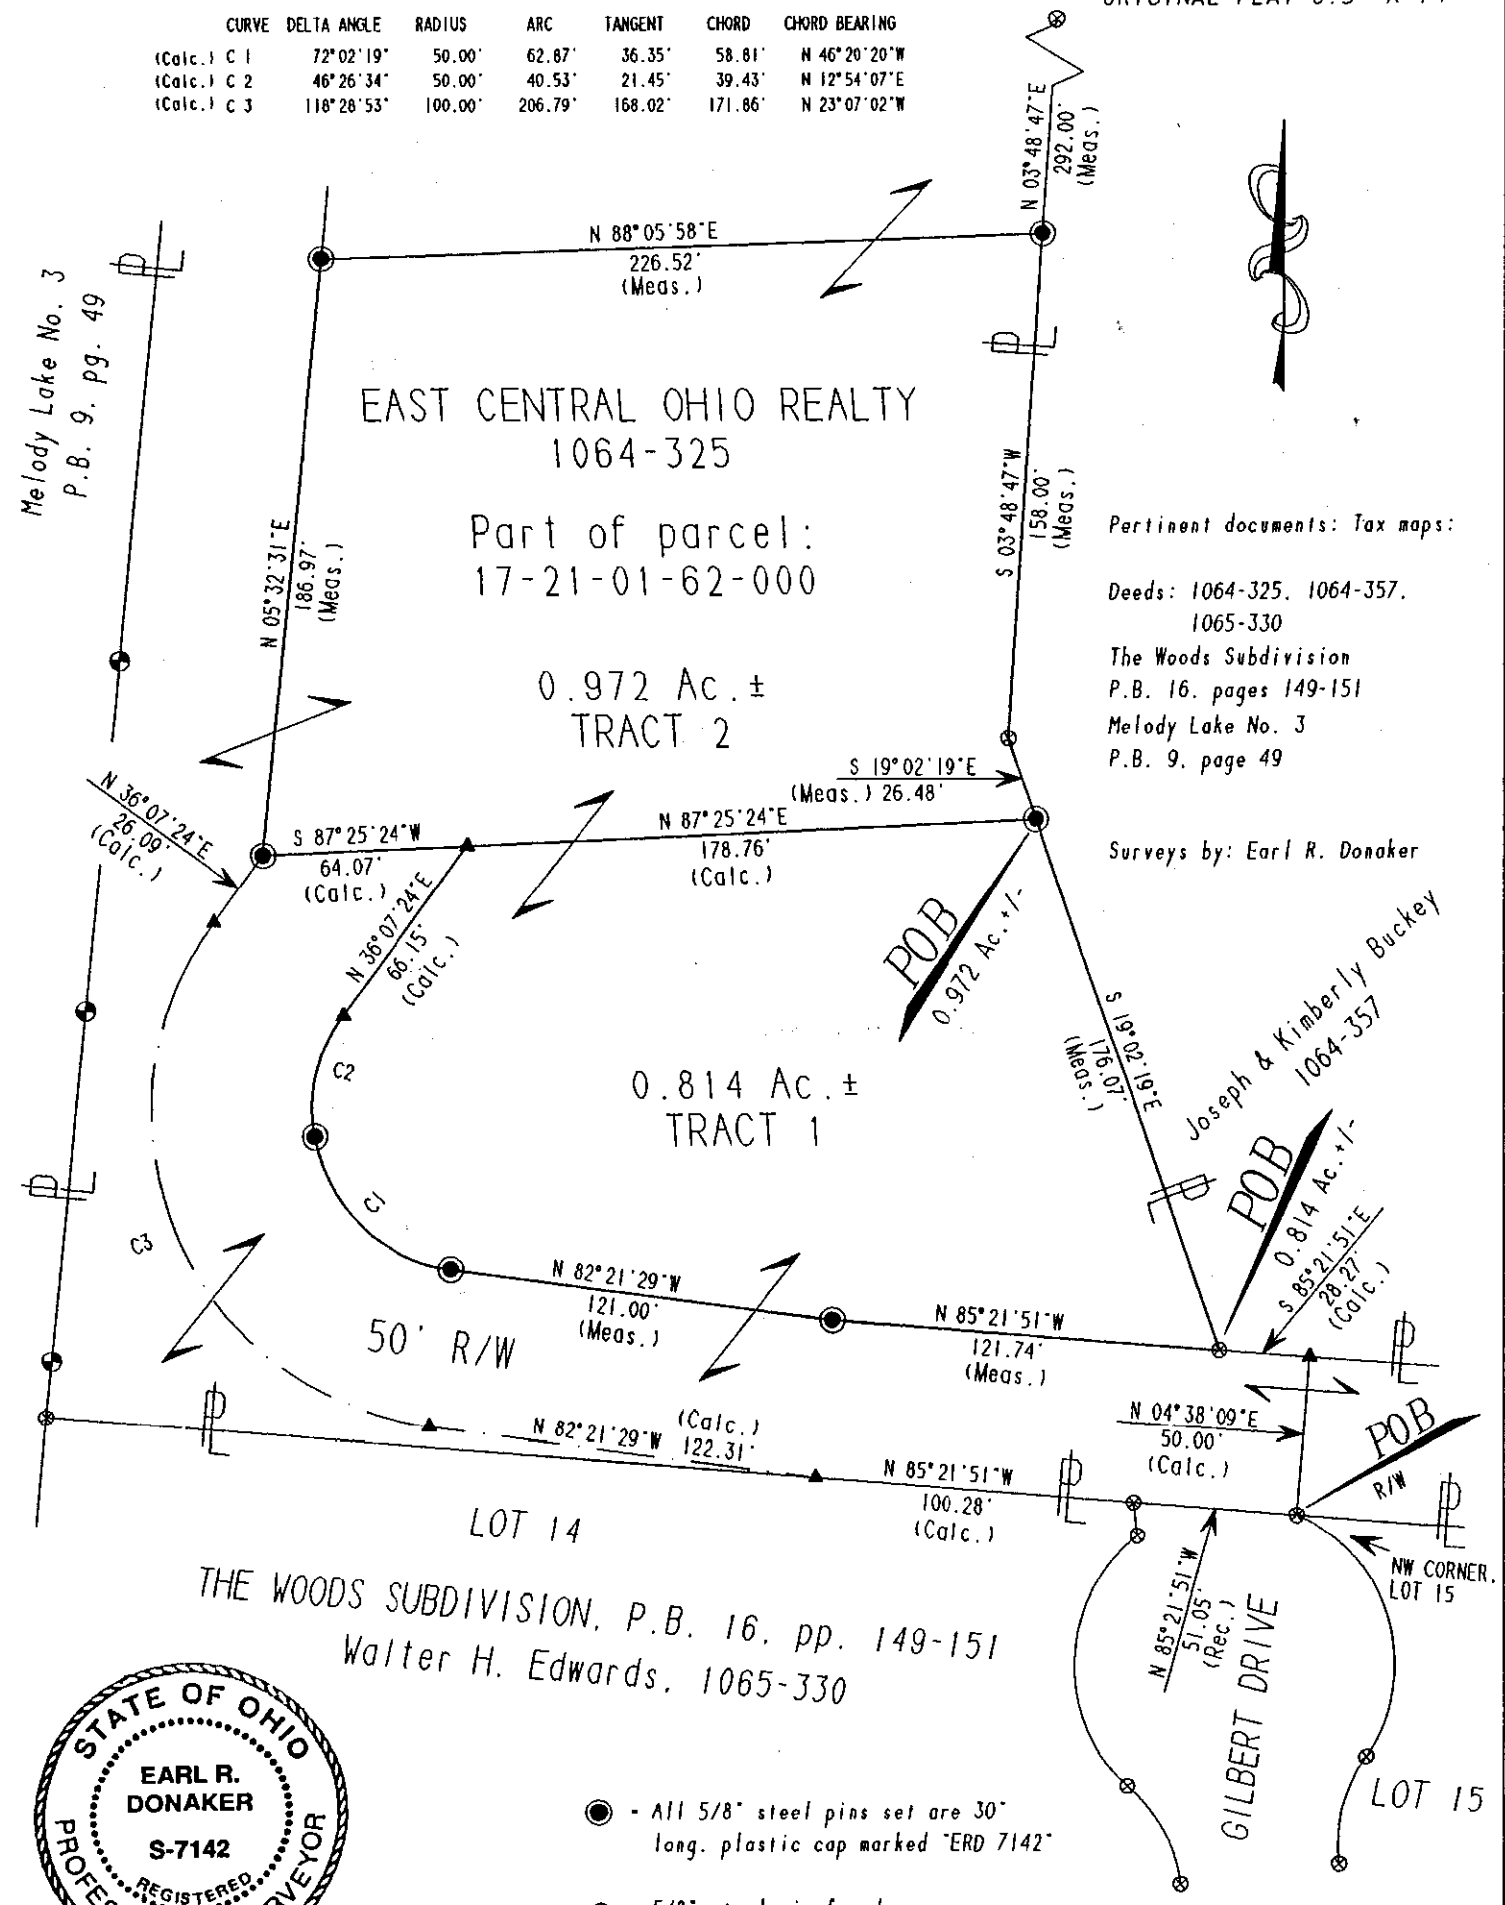 CURVE DELTA ANGLE RADIUS ARC TANGENT CHORD CHORD BEARING
(Calc.) C 1 72°02'19" 50.00' 62.87' 36.35' 58.81' N 46°20'20"W
(Calc.) C 2 46°26'34" 50.00' 40.53' 21.45' 39.43' N 12°54'07"E
(Calc.) C 3 118°28'53" 100.00' 206.79' 168.02' 171.86' N 23°07'02"W
N 03°48'47"E
292.00'
(Meas.)
N 88°05'58"E
226.52'
(Meas.)
Melody Lake No. 3
P.B. 9, pg. 49
PL
PL
EAST CENTRAL OHIO REALTY
1064-325
Part of parcel:
17-21-01-62-000
N 05°32'31"E
186.97'
(Meas.)
S 03°48'47"W
158.00'
(Meas.)
Pertinent documents: Tax maps:
Deeds: 1064-325, 1064-357,
1065-330
The Woods Subdivision
P.B. 16, pages 149-151
Melody Lake No. 3
P.B. 9, page 49
Surveys by: Earl R. Donaker
0.972 Ac.±
TRACT 2
S 19°02'19"E
(Meas.) 26.48'
N 36°07'24"E
26.09'
(Calc.)
S 87°25'24"W
64.07'
(Calc.)
N 87°25'24"E
178.76'
(Calc.)
N 36°07'24"E
66.15'
(Calc.)
POB
0.972 Ac.+/-
S 19°02'19"E
176.07'
(Meas.)
Joseph & Kimberly Buckey
1064-357
C2
0.814 Ac.±
TRACT 1
POB
0.814 Ac.+/-
S 85°21'51"E
28.27'
(Calc.)
PL
PL
C1
C3
N 82°21'29"W
121.00'
(Meas.)
N 85°21'51"W
121.74'
(Meas.)
PL
50' R/W
PL
N 82°21'29"W
(Calc.)
122.31'
N 04°38'09"E
50.00'
(Calc.)
POB
R/W
N 85°21'51"W
100.28'
(Calc.)
PL
PL
LOT 14
N 85°21'51"W
51.05'
(Rec.)
NW CORNER,
LOT 15
THE WOODS SUBDIVISION, P.B. 16, pp. 149-151
Walter H. Edwards, 1065-330
GILBERT DRIVE
LOT 15
STATE OF OHIO
EARL R.
DONAKER
S-7142
REGISTERED
- All 5/8" steel pins set are 30"
long, plastic cap marked "ERD 7142"